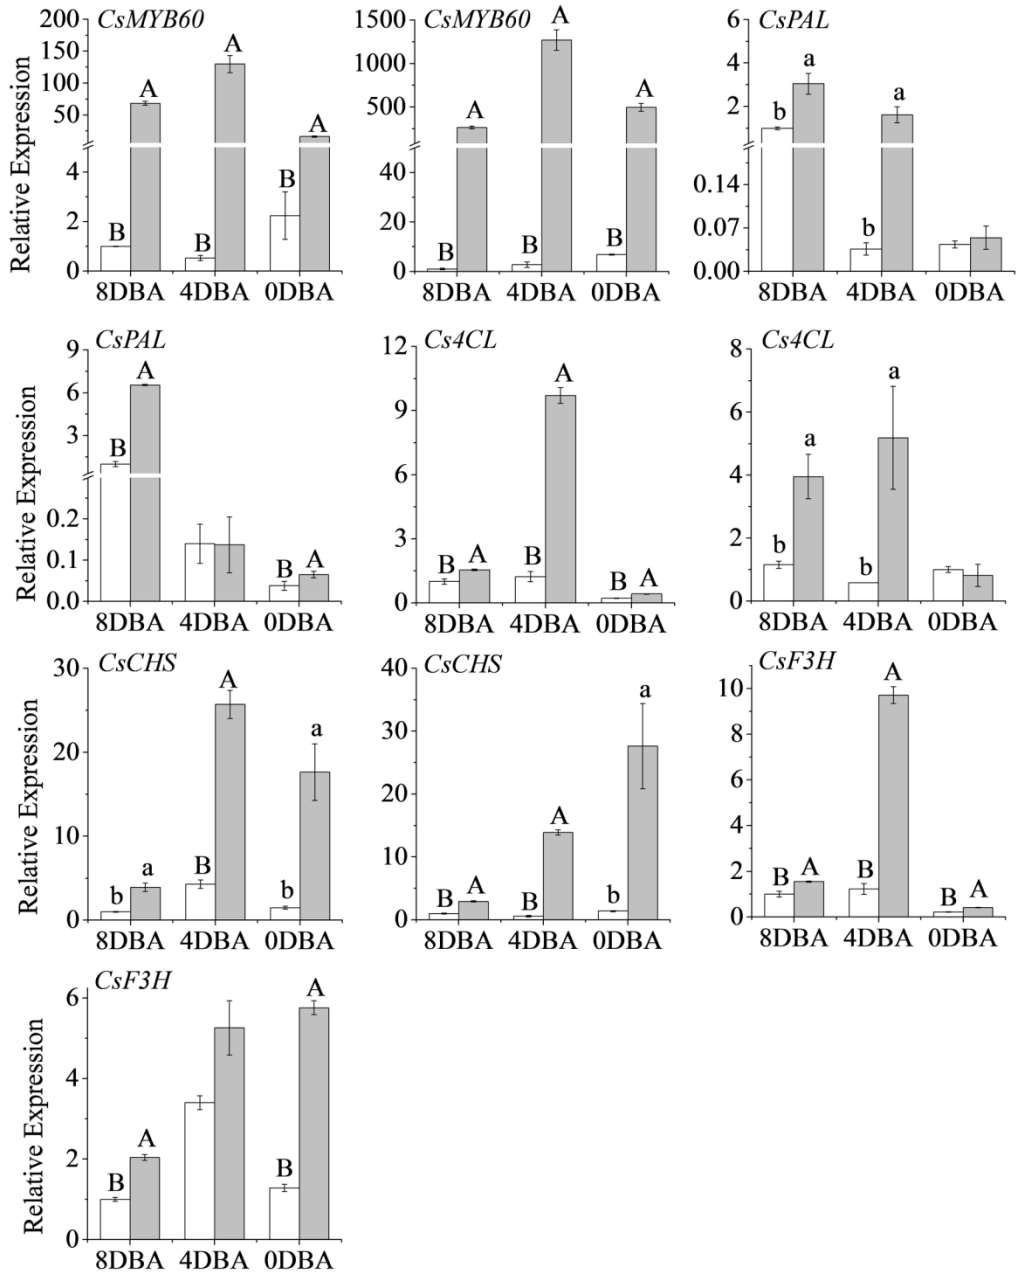 CsMYB60 CsMYB60 CsPAL
Relative Expression
200
150
100
50
4
2
0
A A A
B B B
8DBA 4DBA 0DBA
1500
1000
500
40
20
0
A A A
B B B
8DBA 4DBA 0DBA
6
4
2
0.14
0.07
0.00
b a b a
8DBA 4DBA 0DBA
CsPAL Cs4CL Cs4CL
Relative Expression
9
6
3
0.2
0.1
0.0
B A B A
8DBA 4DBA 0DBA
12
9
6
3
0
B A B A B A
8DBA 4DBA 0DBA
8
6
4
2
0
b a b a
8DBA 4DBA 0DBA
CsCHS CsCHS CsF3H
Relative Expression
30
20
10
0
b a B A b a
8DBA 4DBA 0DBA
40
30
20
10
0
B A B A b a
8DBA 4DBA 0DBA
10
8
6
4
2
0
B A B A B A
8DBA 4DBA 0DBA
CsF3H
Relative Expression
6
4
2
0
B A B A
8DBA 4DBA 0DBA